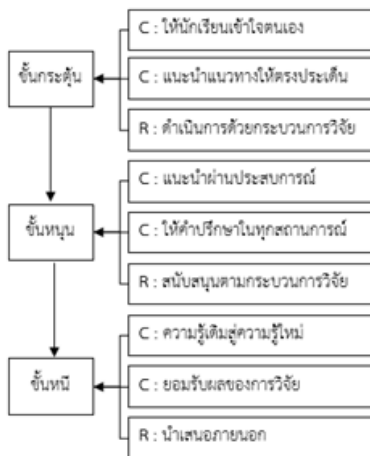 C : ให้นักเรียนเข้าใจตนเอง
ขั้นกระตุ้น
C : แนะนำแนวทางให้ตรงประเด็น
R : ดำเนินการด้วยกระบวนการวิจัย
C : แนะนำผ่านประสบการณ์
ขั้นหนุน
C : ให้คำปรึกษาในทุกสถานการณ์
R : สนับสนุนตามกระบวนการวิจัย
C : ความรู้เดิมสู่ความรู้ใหม่
ขั้นหนี
C : ยอมรับผลของการวิจัย
R : นำเสนอภายนอก